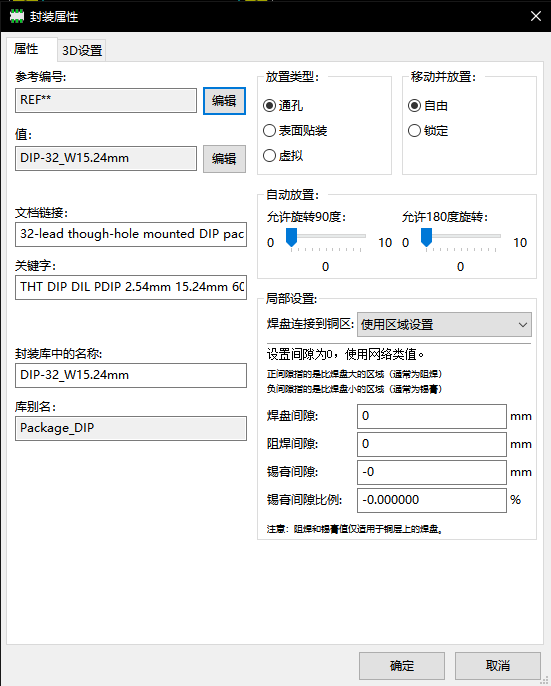 封装属性
属性
3D设置
参考编号:
REF**
编辑
值:
DIP-32_W15.24mm
编辑
文档链接:
32-lead though-hole mounted DIP pac
关键字:
THT DIP DIL PDIP 2.54mm 15.24mm 60
封装库中的名称:
DIP-32_W15.24mm
库别名:
Package_DIP
放置类型:
通孔
表面贴装
虚拟
移动并放置:
自由
锁定
自动放置:
允许旋转90度:
0
10
0
允许180度旋转:
0
10
0
局部设置:
焊盘连接到铜区:
使用区域设置
设置间隙为0，使用网络类值。
正间隙指的是比焊盘大的区域（通常为阻焊）
负间隙指的是比焊盘小的区域（通常为锡膏）
焊盘间隙:
0
mm
阻焊间隙:
0
mm
锡膏间隙:
-0
mm
锡膏间隙比例:
-0.000000
%
注意：阻焊和锡膏值仅适用于铜层上的焊盘。
确定
取消